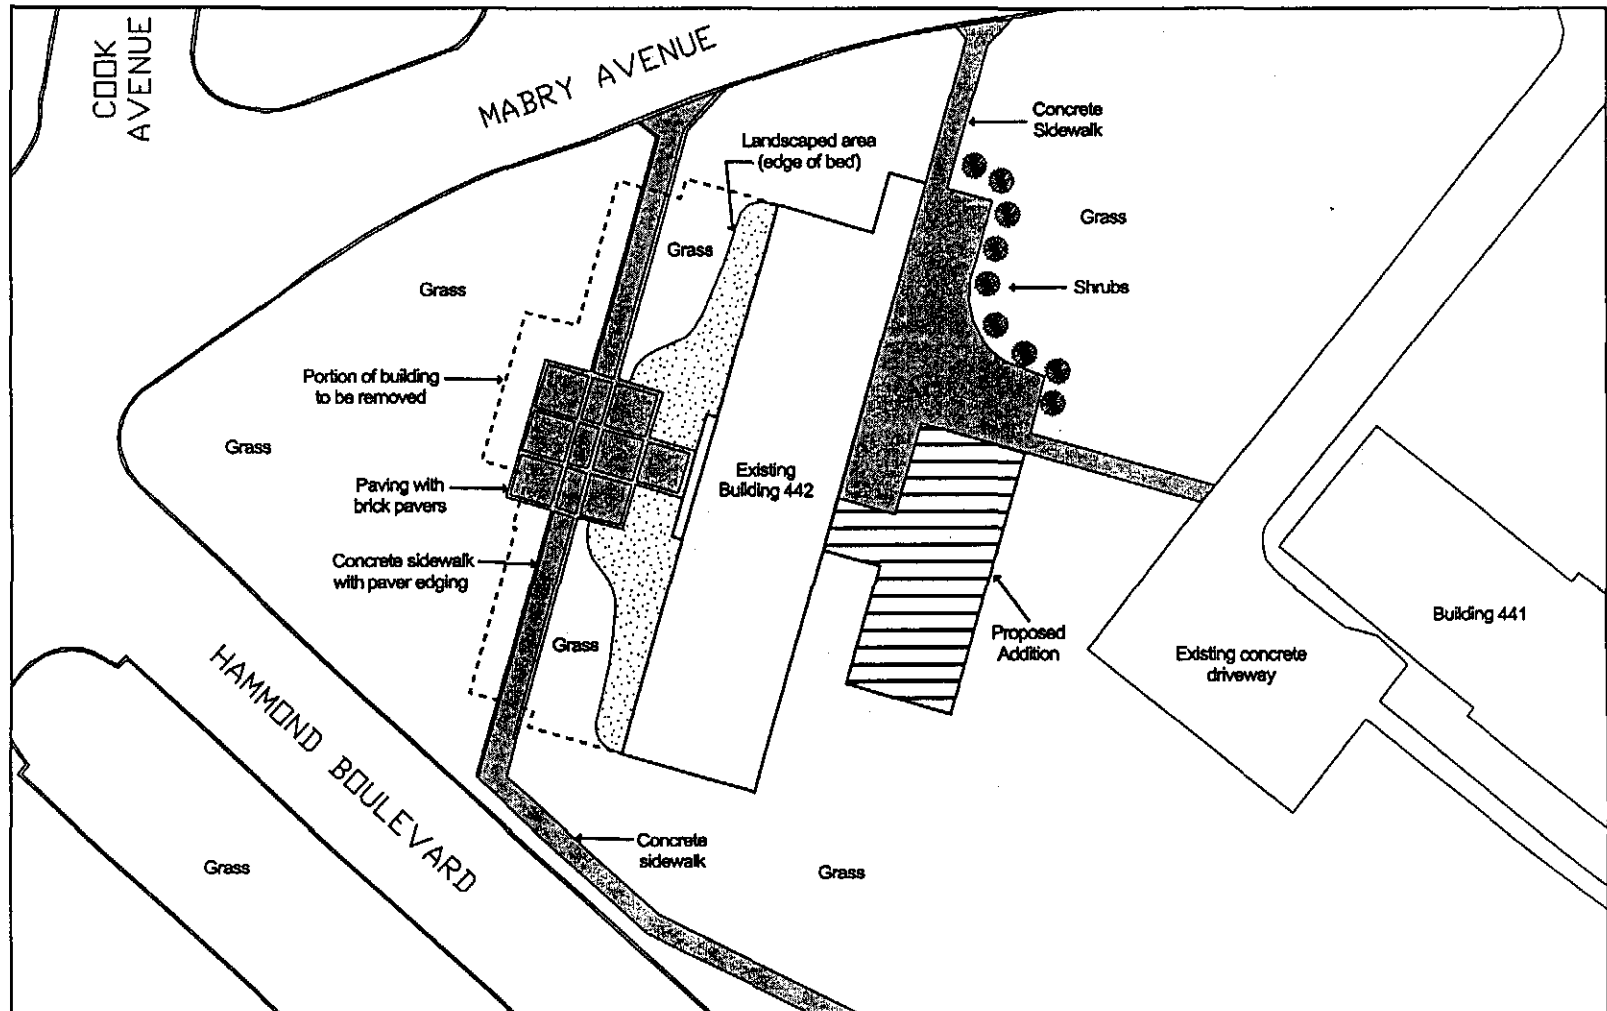 COOK
AVENUE
MABRY AVENUE
Concrete
Sidewalk
Landscaped area
(edge of bed)
Grass
Grass
Grass
Shrubs
Portion of building
to be removed
Grass
Existing
Building 442
Paving with
brick pavers
Concrete sidewalk
with paver edging
Building 441
Proposed
Addition
Grass
Existing concrete
driveway
HAMMOND BOULEVARD
Concrete
sidewalk
Grass
Grass